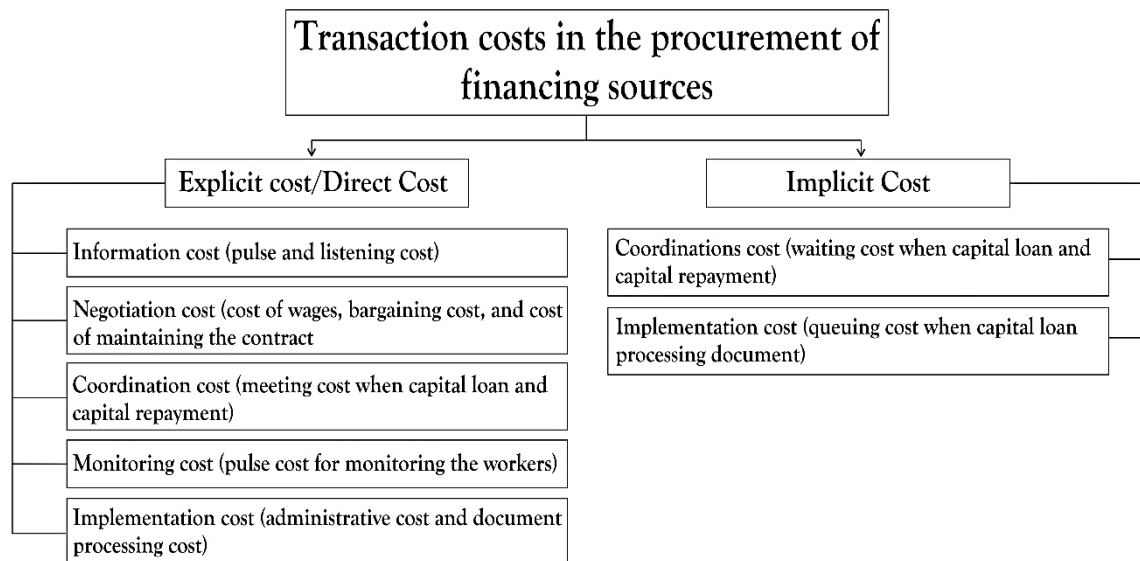 Transaction costs in the procurement of
financing sources
Explicit cost/Direct Cost
Information cost (pulse and listening cost)
Negotiation cost (cost of wages, bargaining cost, and cost
of maintaining the contract
Coordination cost (meeting cost when capital loan and
capital repayment)
Monitoring cost (pulse cost for monitoring the workers)
Implementation cost (administrative cost and document
processing cost)
Implicit Cost
Coordinations cost (waiting cost when capital loan and
capital repayment)
Implementation cost (queuing cost when capital loan
processing document)